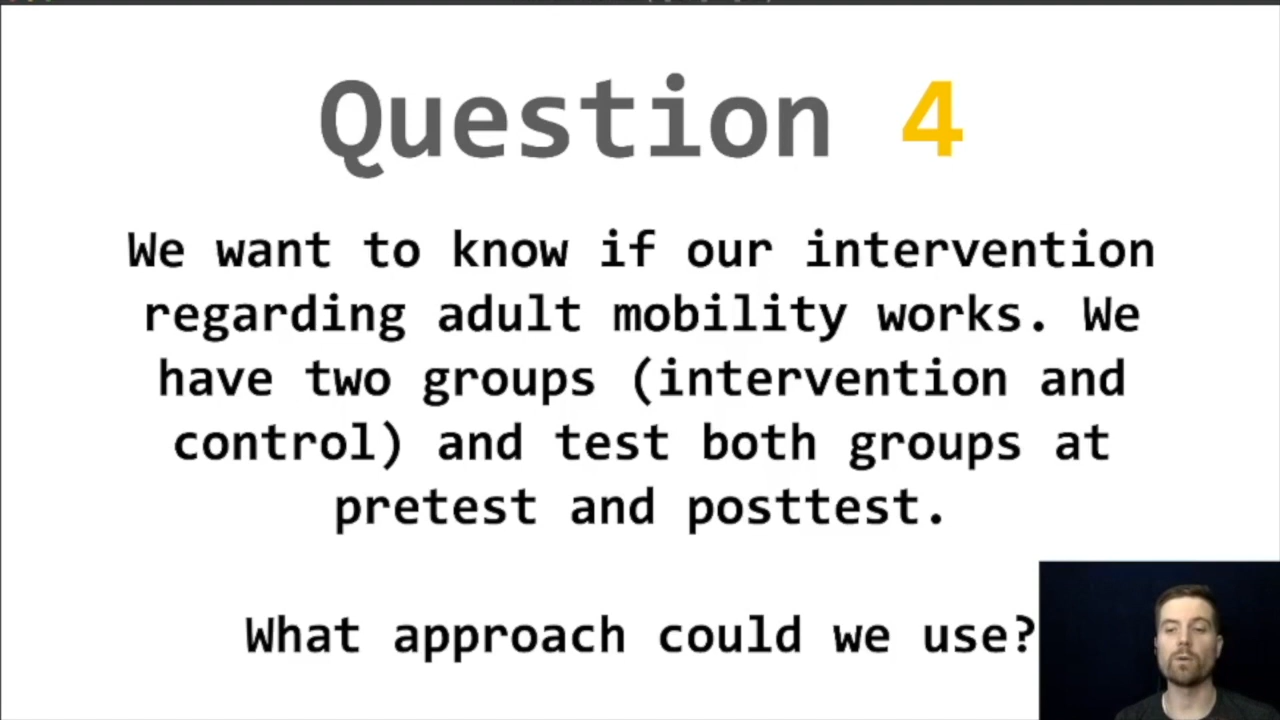 Question 4
We want to know if our intervention
regarding adult mobility works. We
have two groups (intervention and
control) and test both groups at
pretest and posttest.
What approach could we use?